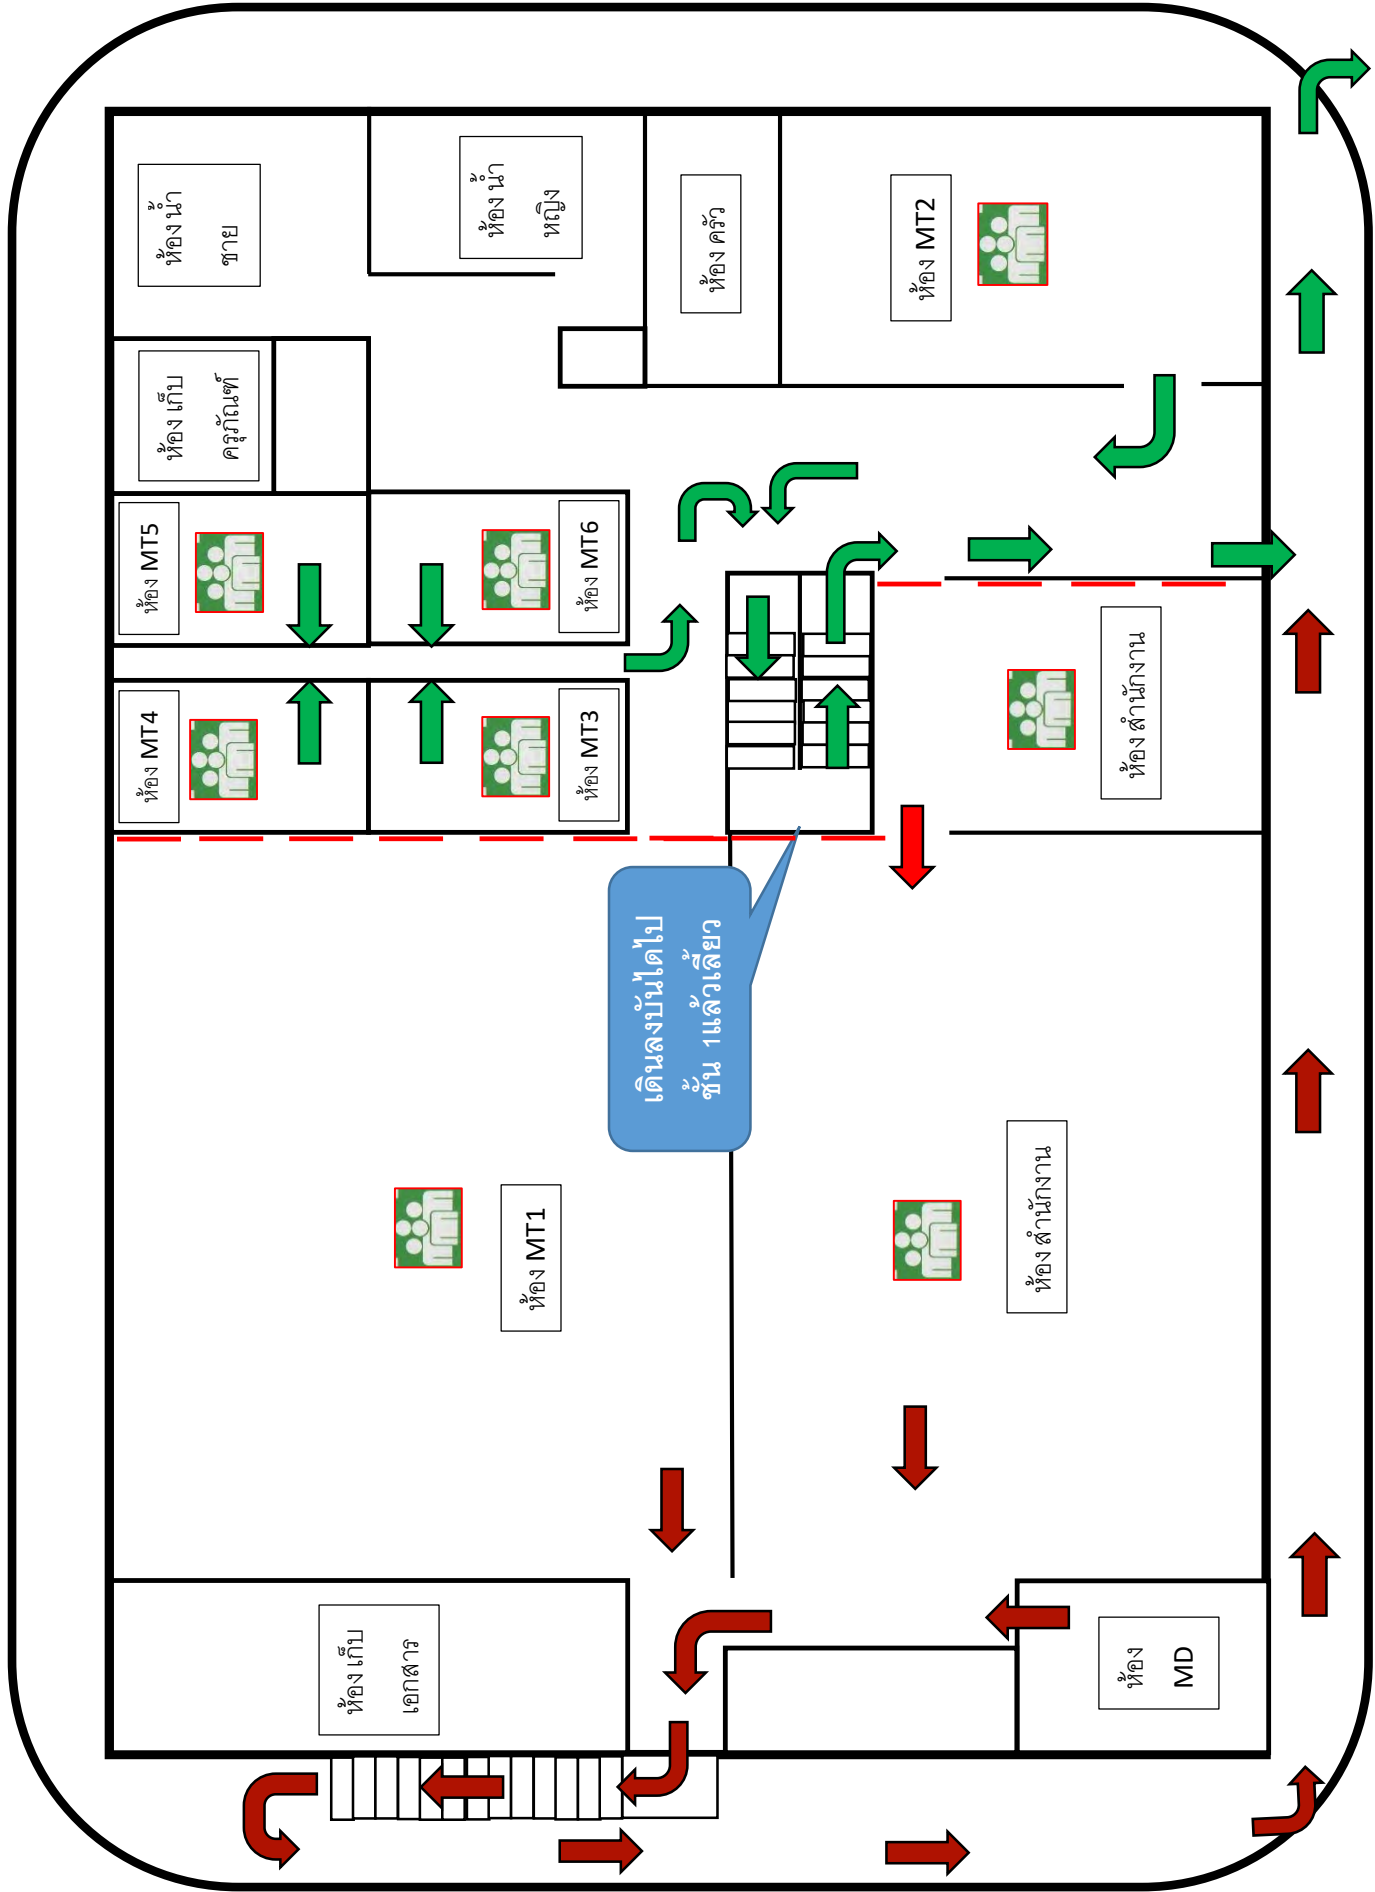 ห้อง MT4
ห้อง MT5
ห้อง เก็บ
ครุภัณฑ์
ห้อง น้ำ
ชาย
ห้อง เก็บ
เอกสาร
ห้อง น้ำ
หญิง
ห้อง MT1
ห้อง MT3
ห้อง MT6
เดินลงบันไดไป
ชั้น 1แล้วเลี้ยว
ห้อง ครัว
ห้อง MT2
ห้อง สำนักงาน
ห้อง สำนักงาน
ห้อง
MD